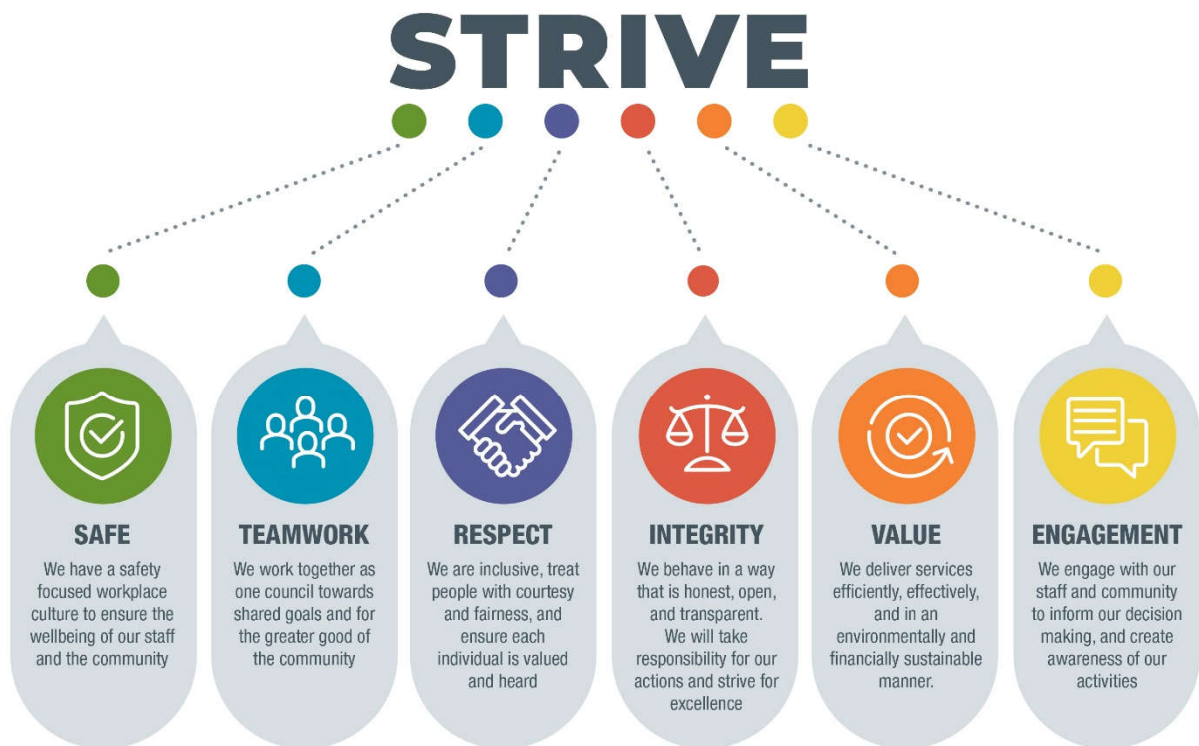 STRIVE
SAFE
We have a safety
focused workplace
culture to ensure the
wellbeing of our staff
and the community
TEAMWORK
We work together as
one council towards
shared goals and for
the greater good of
the community
RESPECT
We are inclusive, treat
people with courtesy
and fairness, and
ensure each
individual is valued
and heard
INTEGRITY
We behave in a way
that is honest, open,
and transparent.
We will take
responsibility for our
actions and strive for
excellence
VALUE
We deliver services
efficiently, effectively,
and in an
environmentally and
financially sustainable
manner.
ENGAGEMENT
We engage with our
staff and community
to inform our decision
making, and create
awareness of our
activities